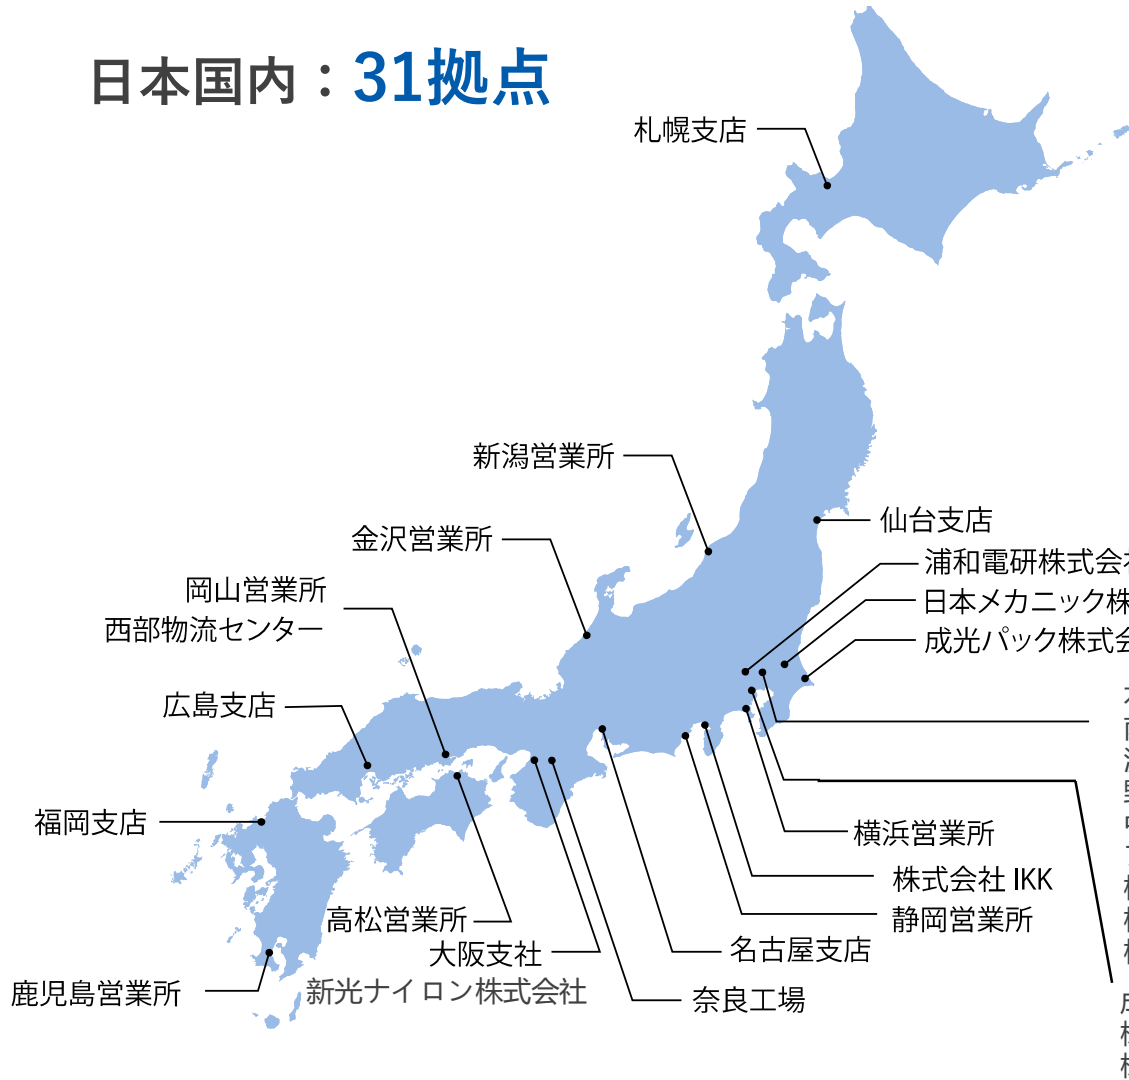 日本国内：31拠点
札幌支店
新潟営業所
仙台支店
金沢営業所
浦和電研株式会
日本メカニック株
岡山営業所
西部物流センター
成光パック株式会
広島支店
福岡支店
横浜営業所
株式会社 IKK
高松営業所
静岡営業所
大阪支社
名古屋支店
新光ナイロン株式会社
鹿児島営業所
奈良工場